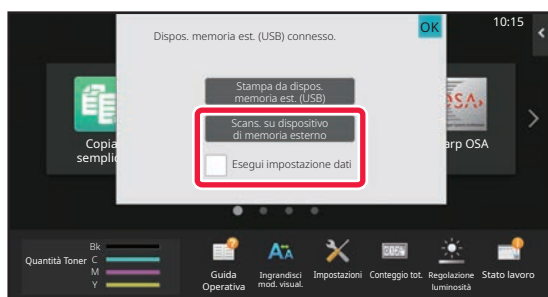 10:15
OK
Dispos. memoria est. (USB) connesso.
Stampa da dispos.
memoria est. (USB)
Scans. su dispositivo
di memoria esterno
Esegui impostazione dati
Copia
semplic
arp OSA
Quantità Toner
Bk
C
M
Y
Guida
Operativa
Ingrandisci
mod. visual.
Impostazioni
Conteggio tot.
Regolazione
luminosità
Stato lavoro